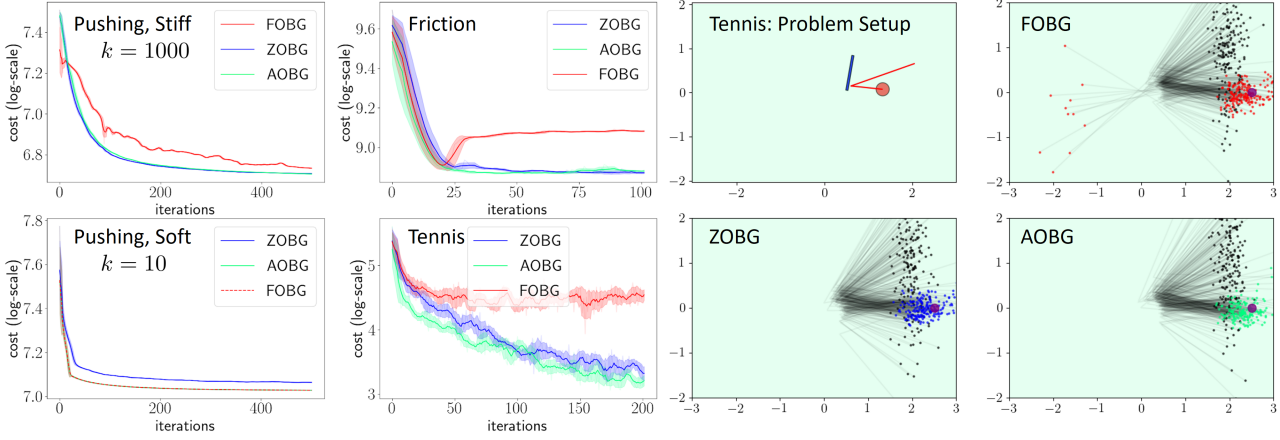 Pushing, Stiff
k = 1000
FOBG
ZOBG
AOBG
7.4
7.2
7.0
6.8
cost (log-scale)
0
200
400
iterations
Friction
ZOBG
AOBG
FOBG
9.6
9.4
9.2
9.0
cost (log-scale)
0
25
50
75
101
iterations
Tennis: Problem Setup
2
1
0
−1
−2
−2
0
2
FOBG
2
1
0
−1
−2
−3
−2
−1
0
1
2
3
Pushing, Soft
k = 10
ZOBG
AOBG
FOBG
7.8
7.6
7.4
7.2
7.0
cost (log-scale)
0
200
400
iterations
Tennis
ZOBG
AOBG
FOBG
5
4
3
cost (log-scale)
0
50
100
150
200
iterations
ZOBG
2
1
0
−1
−2
−3
−2
−1
0
1
2
3
AOBG
2
1
0
−1
−2
−3
−2
−1
0
1
2
3